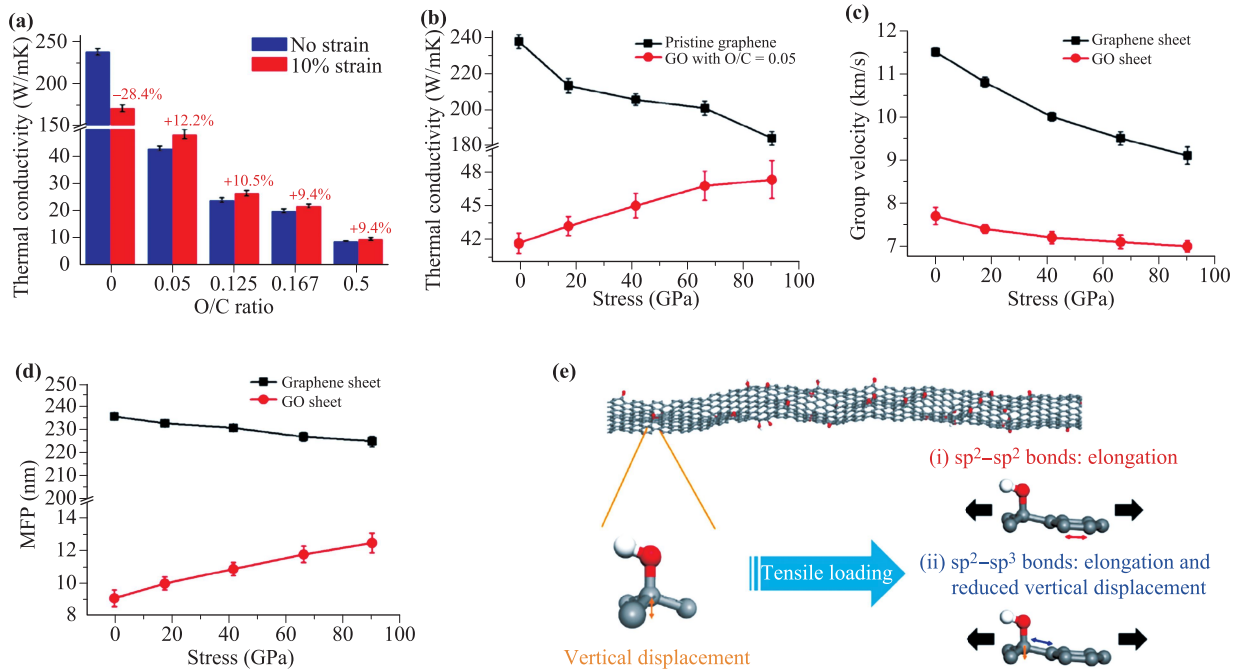 (a)
Thermal conductivity (W/mK)
250
200
150
40
30
20
10
0
No strain
10% strain
−28.4%
+12.2%
+10.5%
+9.4%
+9.4%
0 0.05 0.125 0.167 0.5
O/C ratio
(b)
Thermal conductivity (W/mK)
240
220
200
180
48
45
42
Pristine graphene
GO with O/C = 0.05
0 20 40 60 80 100
Stress (GPa)
(c)
Group velocity (km/s)
12
11
10
9
8
7
Graphene sheet
GO sheet
0 20 40 60 80 100
Stress (GPa)
(d)
MFP (nm)
250
240
230
220
210
200
14
12
10
8
Graphene sheet
GO sheet
0 20 40 60 80 100
Stress (GPa)
(e)
Vertical displacement
Tensile loading
(i) sp²−sp² bonds: elongation
(ii) sp²−sp³ bonds: elongation and
reduced vertical displacement